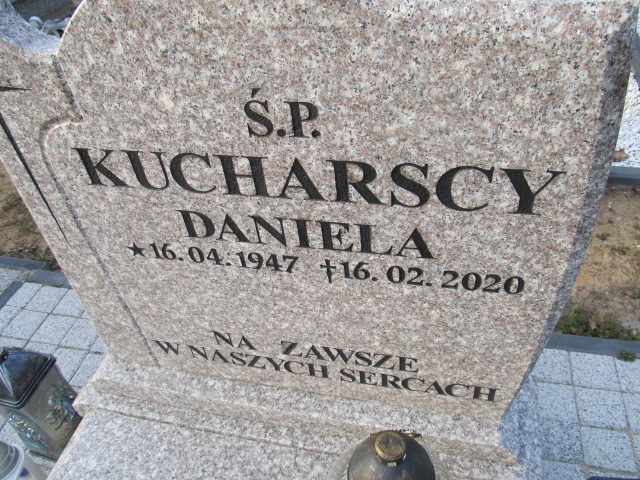 Ś.P.
KUCHARSCY
DANIELA
★16.04.1947 †16.02.2020
NA ZAWSZE
W NASZYCH SERCACH